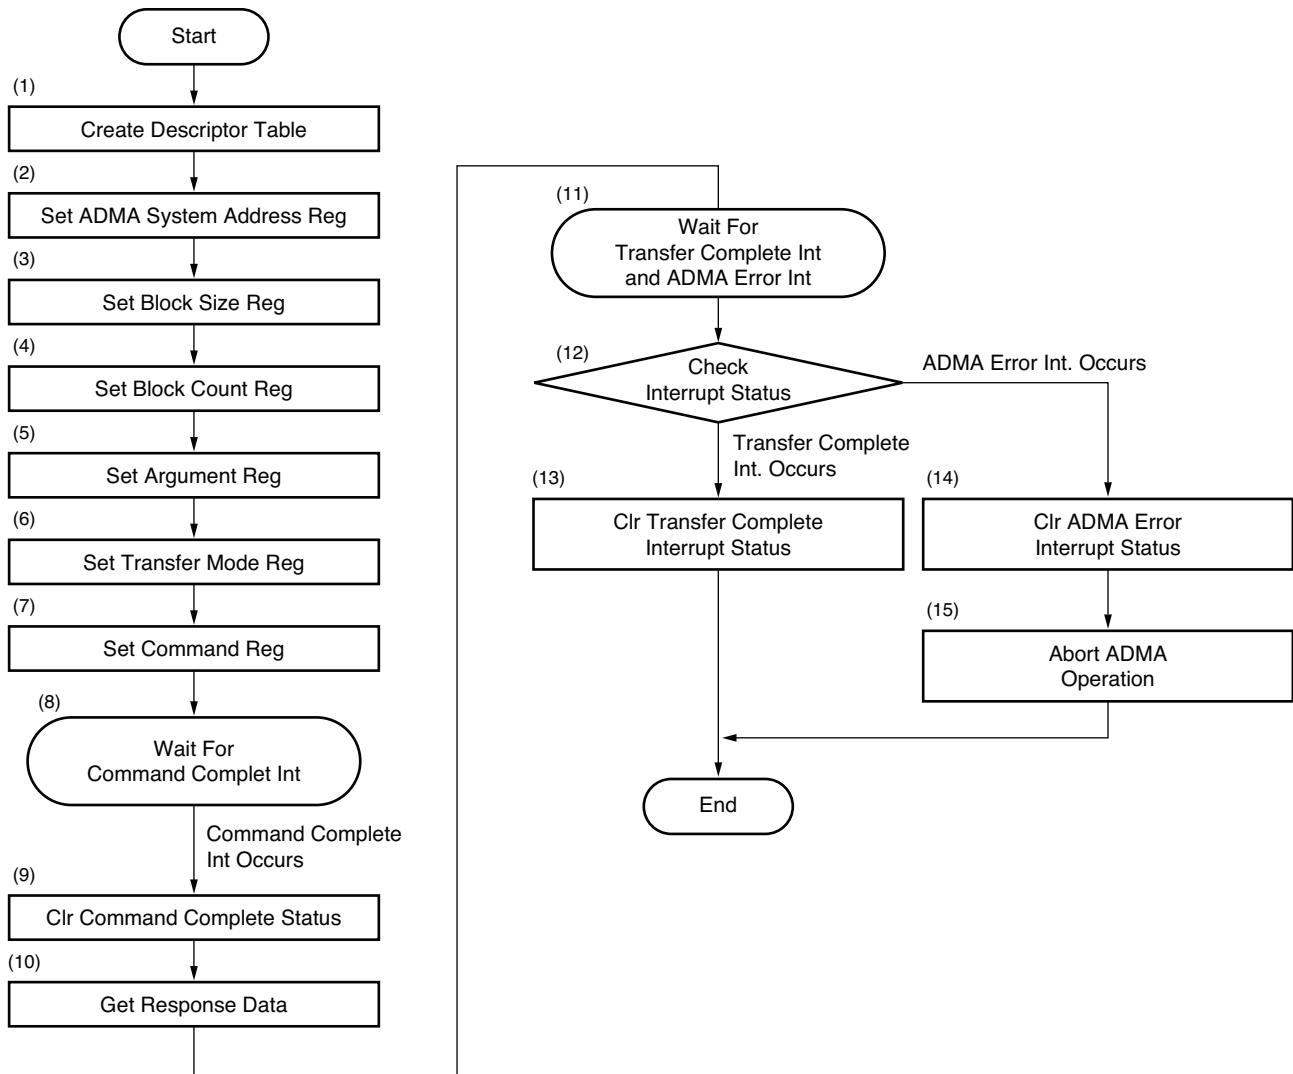 Start
(1)
Create Descriptor Table
(2)
Set ADMA System Address Reg
(3)
Set Block Size Reg
(4)
Set Block Count Reg
(5)
Set Argument Reg
(6)
Set Transfer Mode Reg
(7)
Set Command Reg
(8)
Wait For
Command Complet Int
Command Complete
Int Occurs
(9)
Clr Command Complete Status
(10)
Get Response Data
(11)
Wait For
Transfer Complete Int
and ADMA Error Int
(12)
Check
Interrupt Status
ADMA Error Int. Occurs
Transfer Complete
Int. Occurs
(13)
Clr Transfer Complete
Interrupt Status
(14)
Clr ADMA Error
Interrupt Status
(15)
Abort ADMA
Operation
End